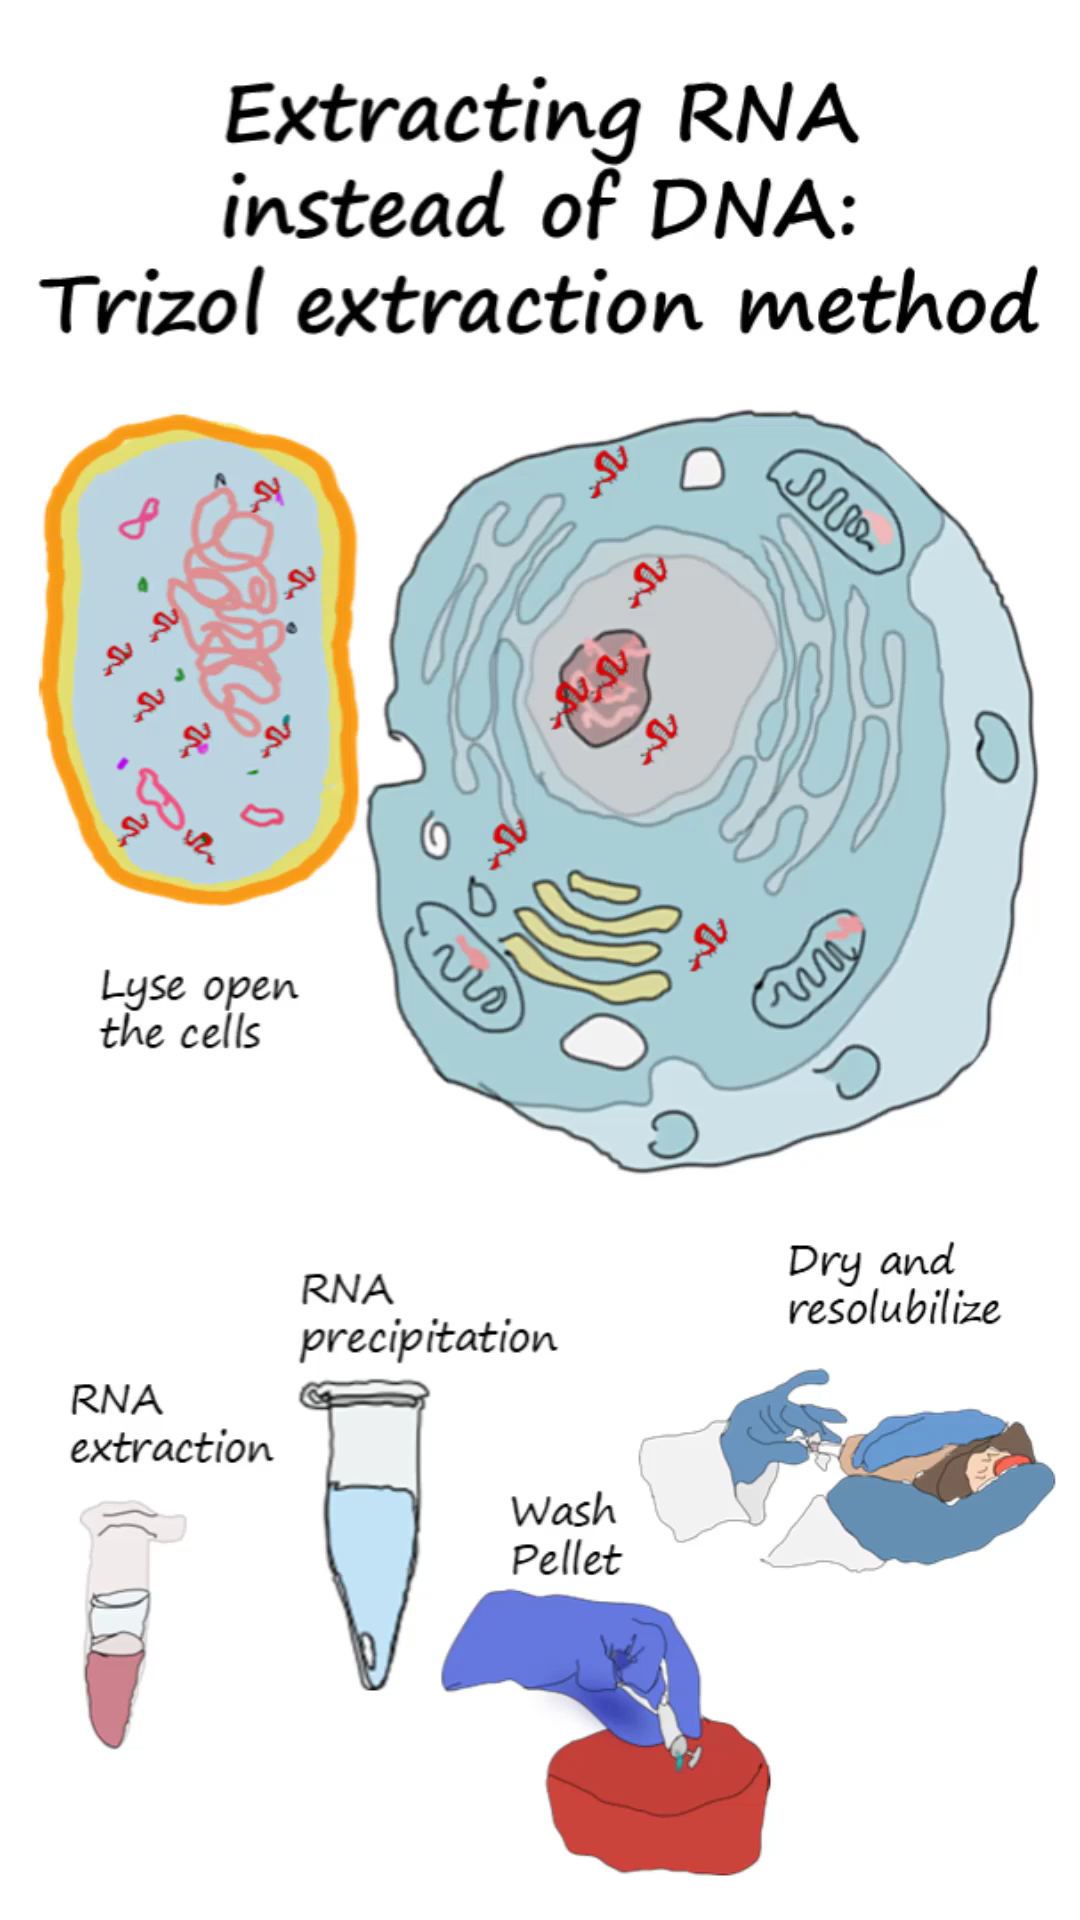 Extracting RNA
instead of DNA:
Trizol extraction method
Lyse open
the cells
RNA
extraction
RNA
precipitation
Wash
Pellet
Dry and
resolubilize